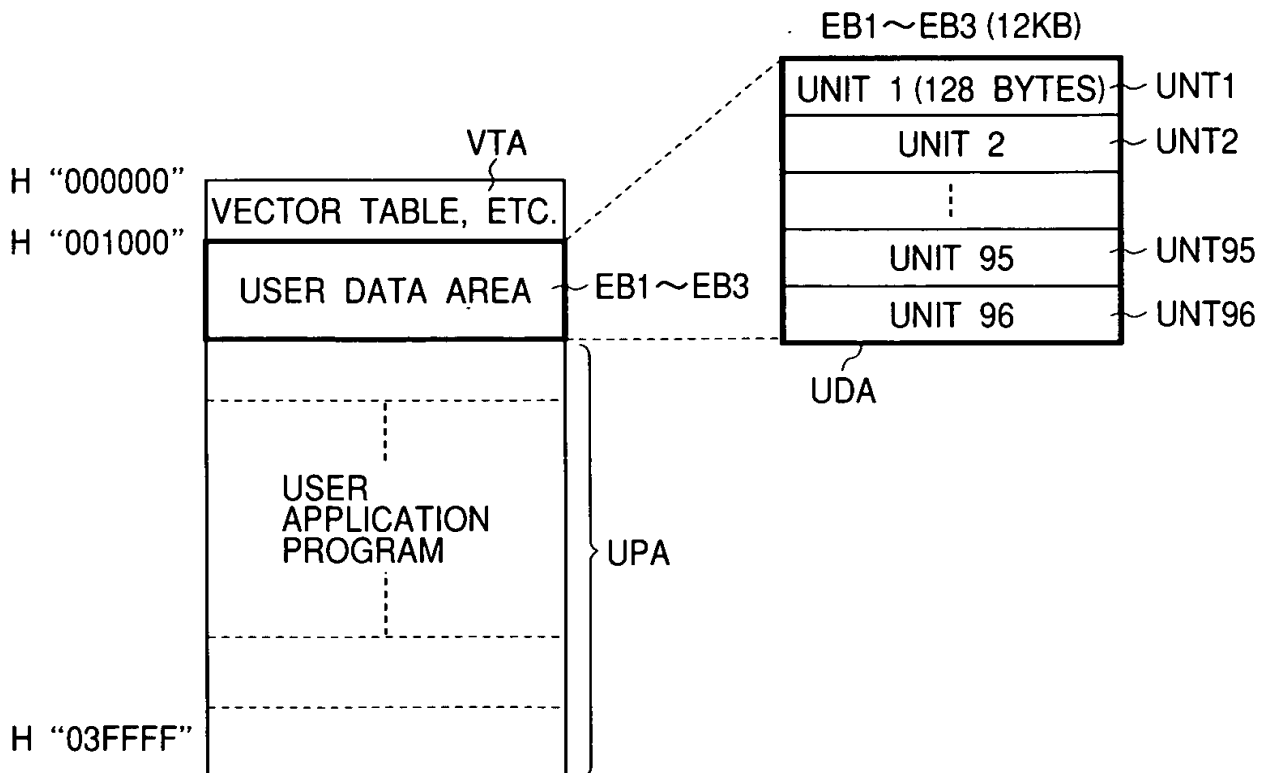 EB1～EB3 (12KB)
UNIT 1 (128 BYTES)
UNT1
UNIT 2
UNT2
UNIT 95
UNT95
UNIT 96
UNT96
UDA
VTA
H “000000”
VECTOR TABLE, ETC.
H “001000”
USER DATA AREA
EB1～EB3
USER
APPLICATION
PROGRAM
UPA
H “03FFFF”